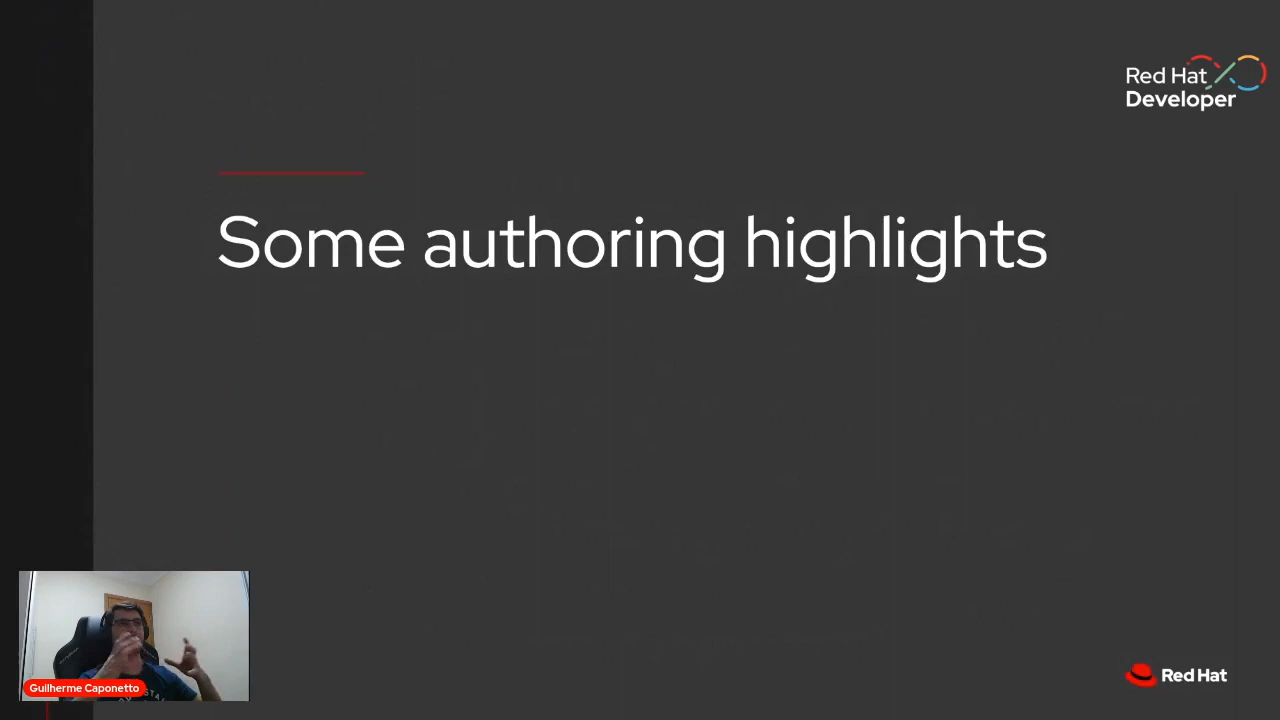 Red Hat
Developer
Some authoring highlights
Guilherme Caponetto
Red Hat